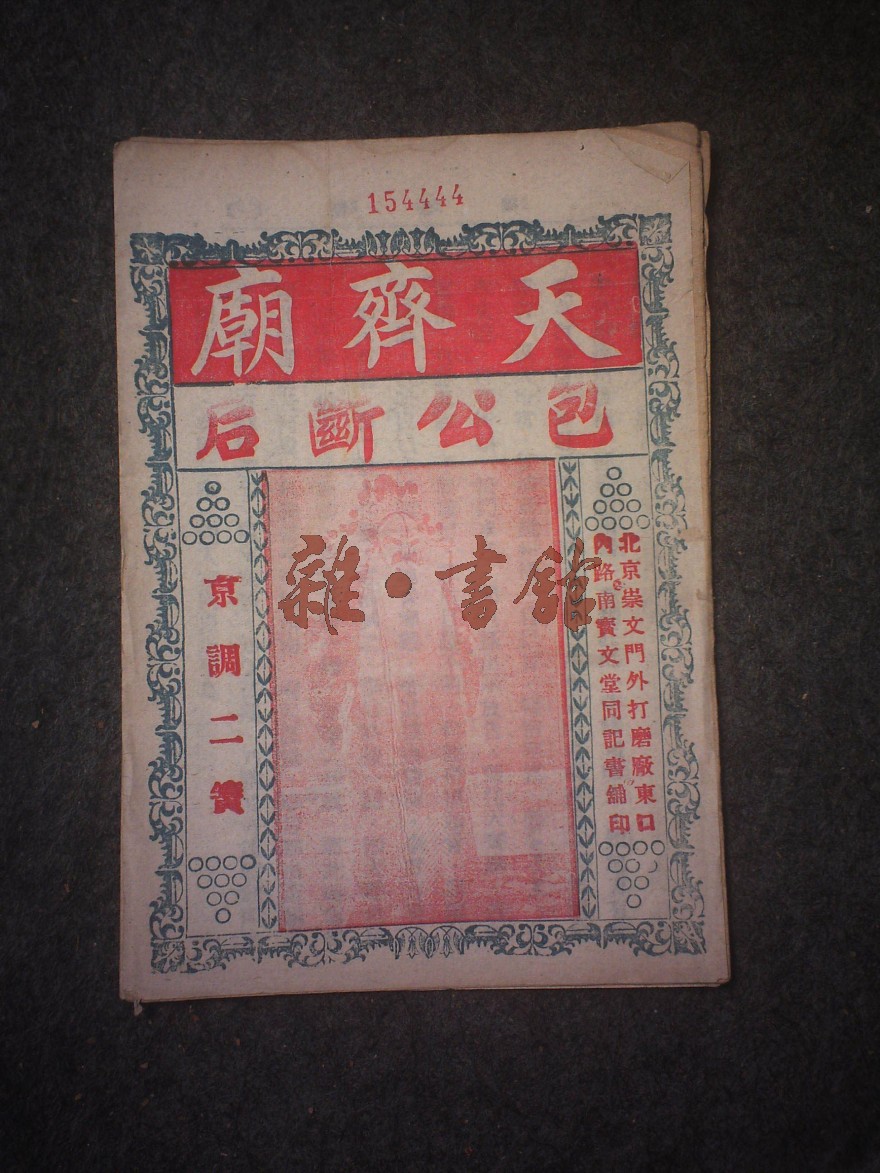 154444
天齊廟
包公斷后
北京崇文門外打磨廠東口
內路南寶文堂同記書舖印
雜·書館
京調二簧